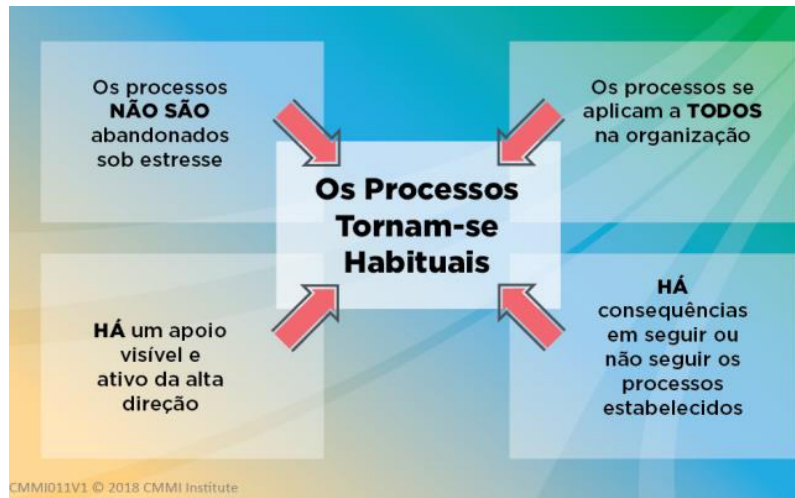 Os processos
NÃO SÃO
abandonados
sob estresse
Os processos se
aplicam a TODOS
na organização
Os Processos
Tornam-se
Habituais
HÁ um apoio
visível e
ativo da alta
direção
HÁ
consequências
em seguir ou
não seguir os
processos
estabelecidos
CMMI011V1 © 2018 CMMI Institute